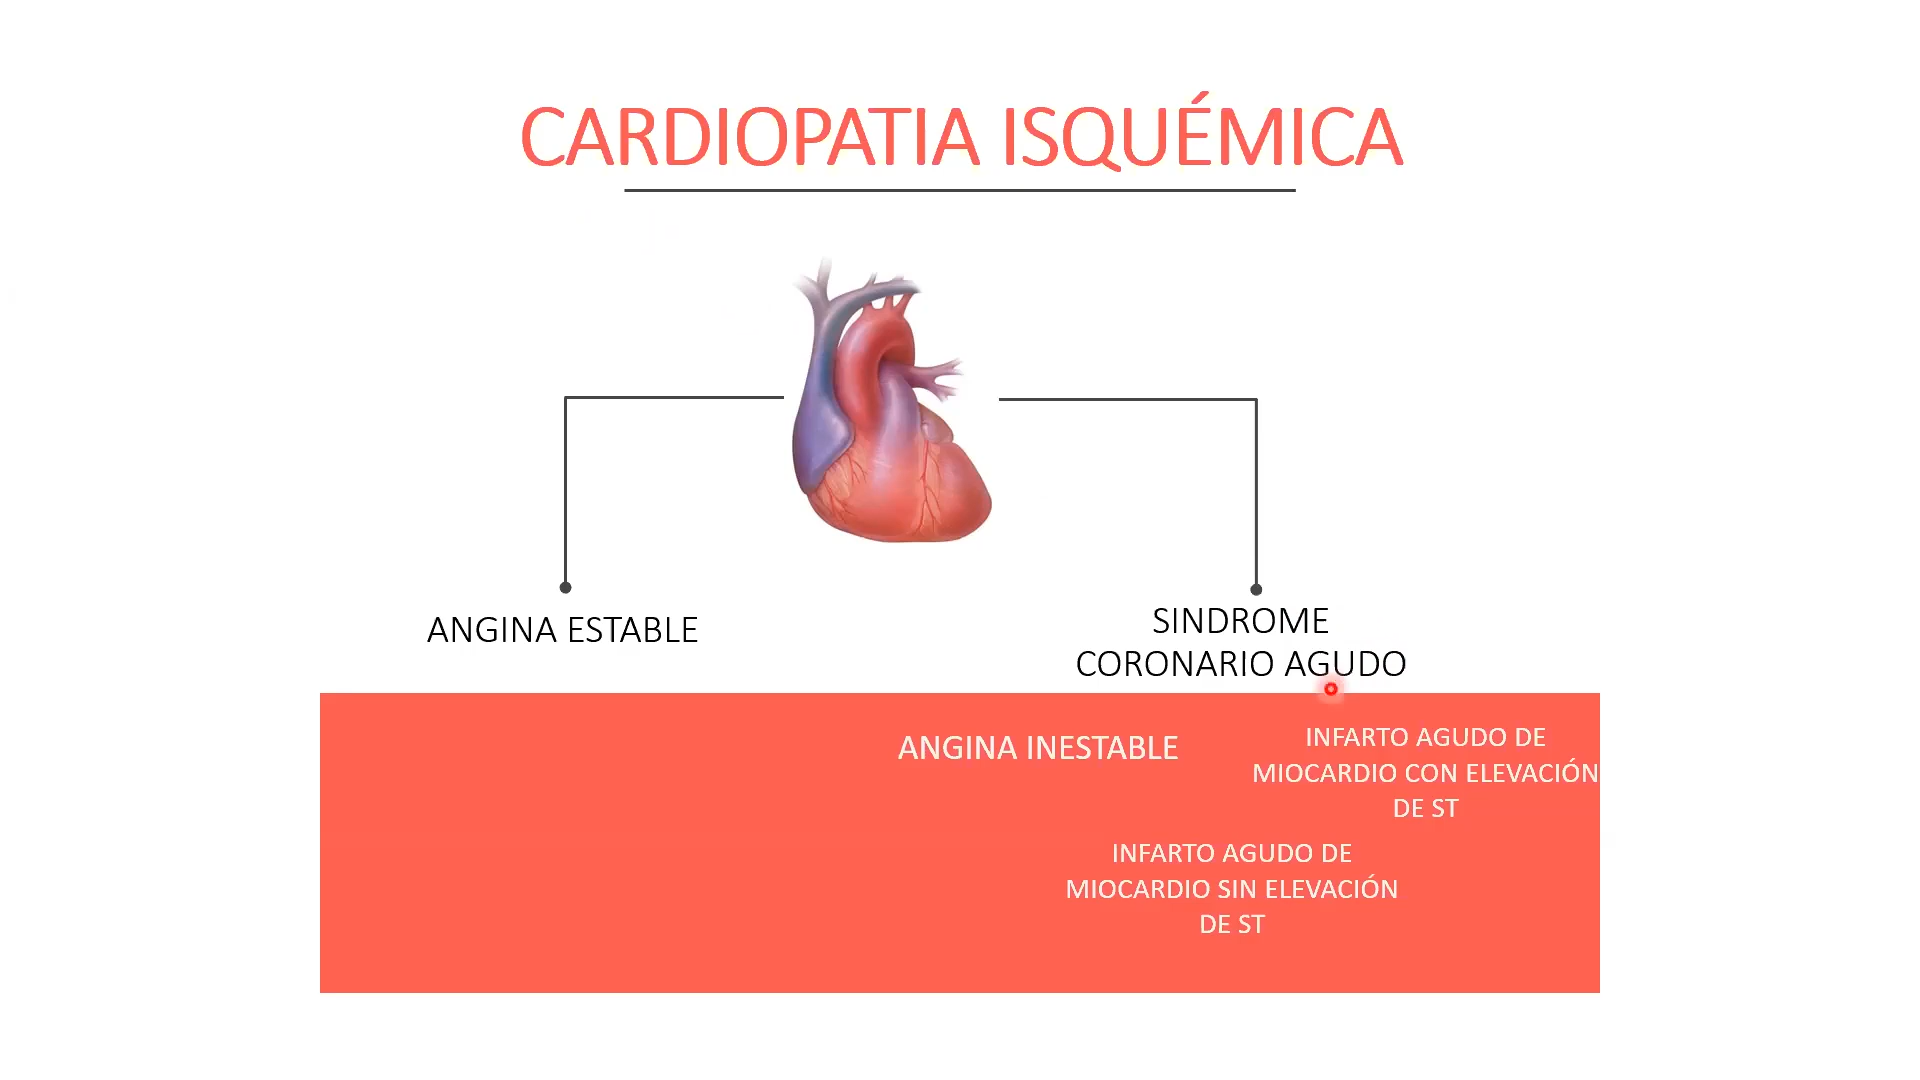 CARDIOPATIA ISQUÉMICA
ANGINA ESTABLE
SINDROME
CORONARIO AGUDO
ANGINA INESTABLE
INFARTO AGUDO DE
MIOCARDIO CON ELEVACIÓN
DE ST
INFARTO AGUDO DE
MIOCARDIO SIN ELEVACIÓN
DE ST